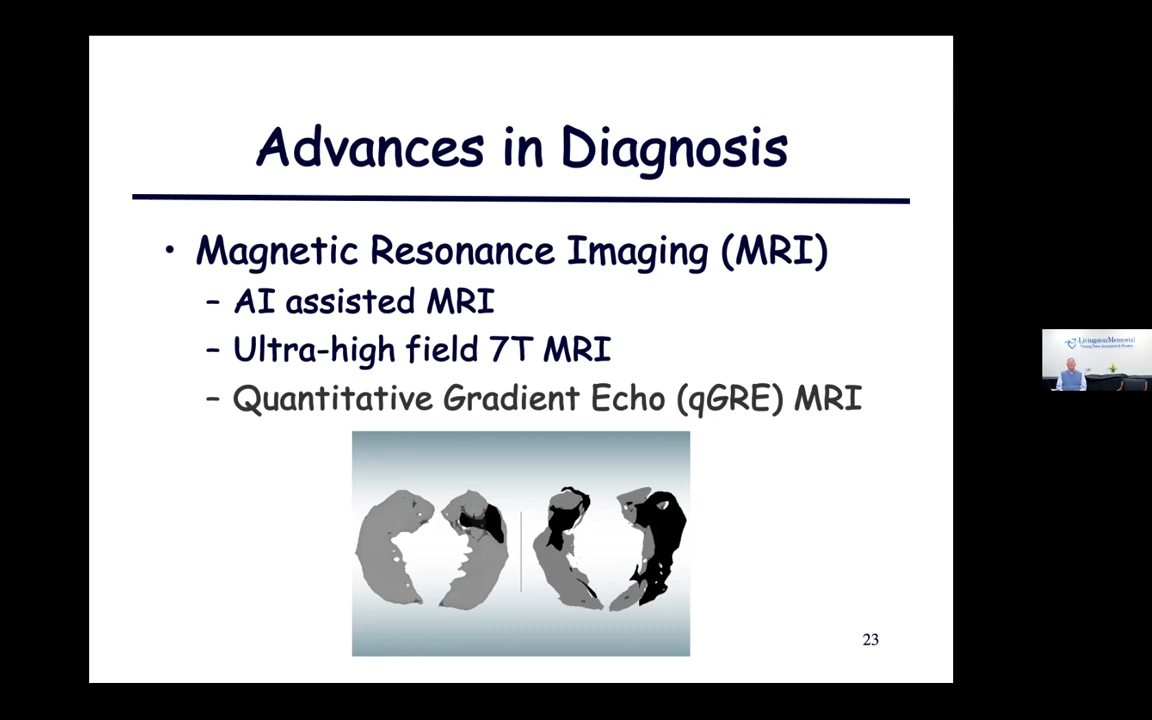 Advances in Diagnosis
• Magnetic Resonance Imaging (MRI)
– AI assisted MRI
– Ultra-high field 7T MRI
– Quantitative Gradient Echo (qGRE) MRI
23
LivingstonMemorial